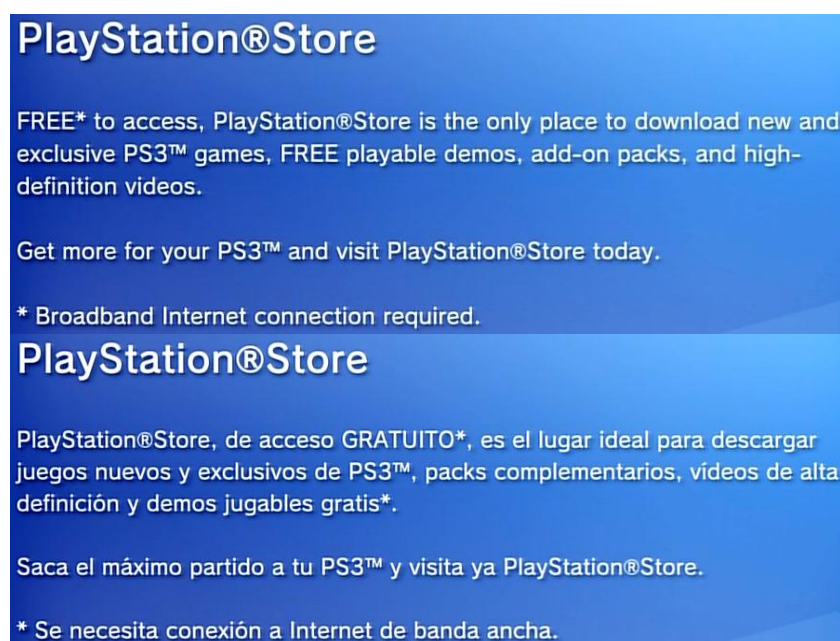 PlayStation®Store
FREE* to access, PlayStation®Store is the only place to download new and
exclusive PS3™ games, FREE playable demos, add-on packs, and high-
definition videos.
Get more for your PS3™ and visit PlayStation®Store today.
* Broadband Internet connection required.
PlayStation®Store
PlayStation®Store, de acceso GRATUITO*, es el lugar ideal para descargar
juegos nuevos y exclusivos de PS3™, packs complementarios, vídeos de alta
definición y demos jugables gratis*.
Saca el máximo partido a tu PS3™ y visita ya PlayStation®Store.
* Se necesita conexión a Internet de banda ancha.